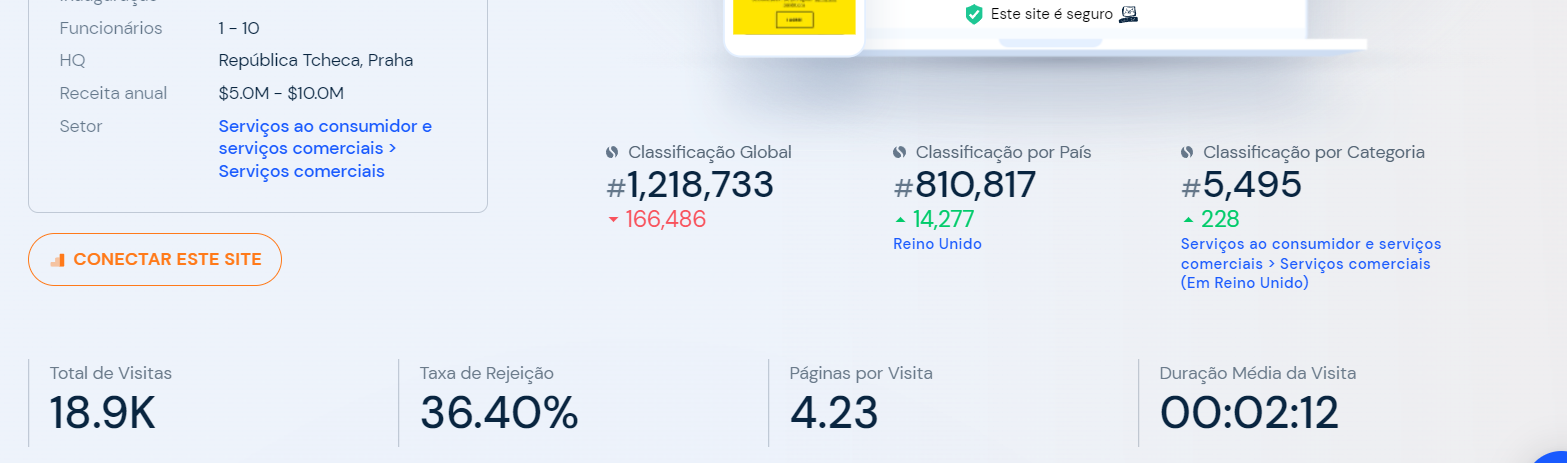 Funcionários
1 - 10
HQ
República Tcheca, Praha
Receita anual
$5.0M - $10.0M
Setor
Serviços ao consumidor e
serviços comerciais >
Serviços comerciais
CONECTAR ESTE SITE
Este site é seguro
Classificação Global
#1,218,733
166,486
Classificação por País
#810,817
14,277
Reino Unido
Classificação por Categoria
#5,495
228
Serviços ao consumidor e serviços
comerciais > Serviços comerciais
(Em Reino Unido)
Total de Visitas
18.9K
Taxa de Rejeição
36.40%
Páginas por Visita
4.23
Duração Média da Visita
00:02:12